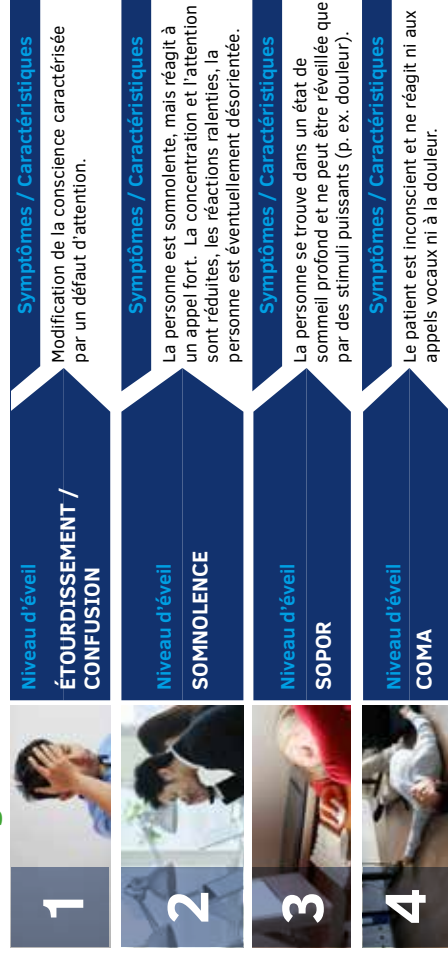 1
Niveau d'éveil
ÉTOURDISSEMENT /
CONFUSION
Symptômes / Caractéristiques
Modification de la conscience caractérisée
par un défaut d'attention.
2
Niveau d'éveil
SOMNOLENCE
Symptômes / Caractéristiques
La personne est somnolente, mais réagit à
un appel fort. La concentration et l'attention
sont réduites, les réactions ralenties, la
personne est éventuellement désorientée.
3
Niveau d'éveil
SOPOR
Symptômes / Caractéristiques
La personne se trouve dans un état de
sommeil profond et ne peut être réveillée que
par des stimuli puissants (p. ex. douleur).
4
Niveau d'éveil
COMA
Symptômes / Caractéristiques
Le patient est inconscient et ne réagit ni aux
appels vocaux ni à la douleur.